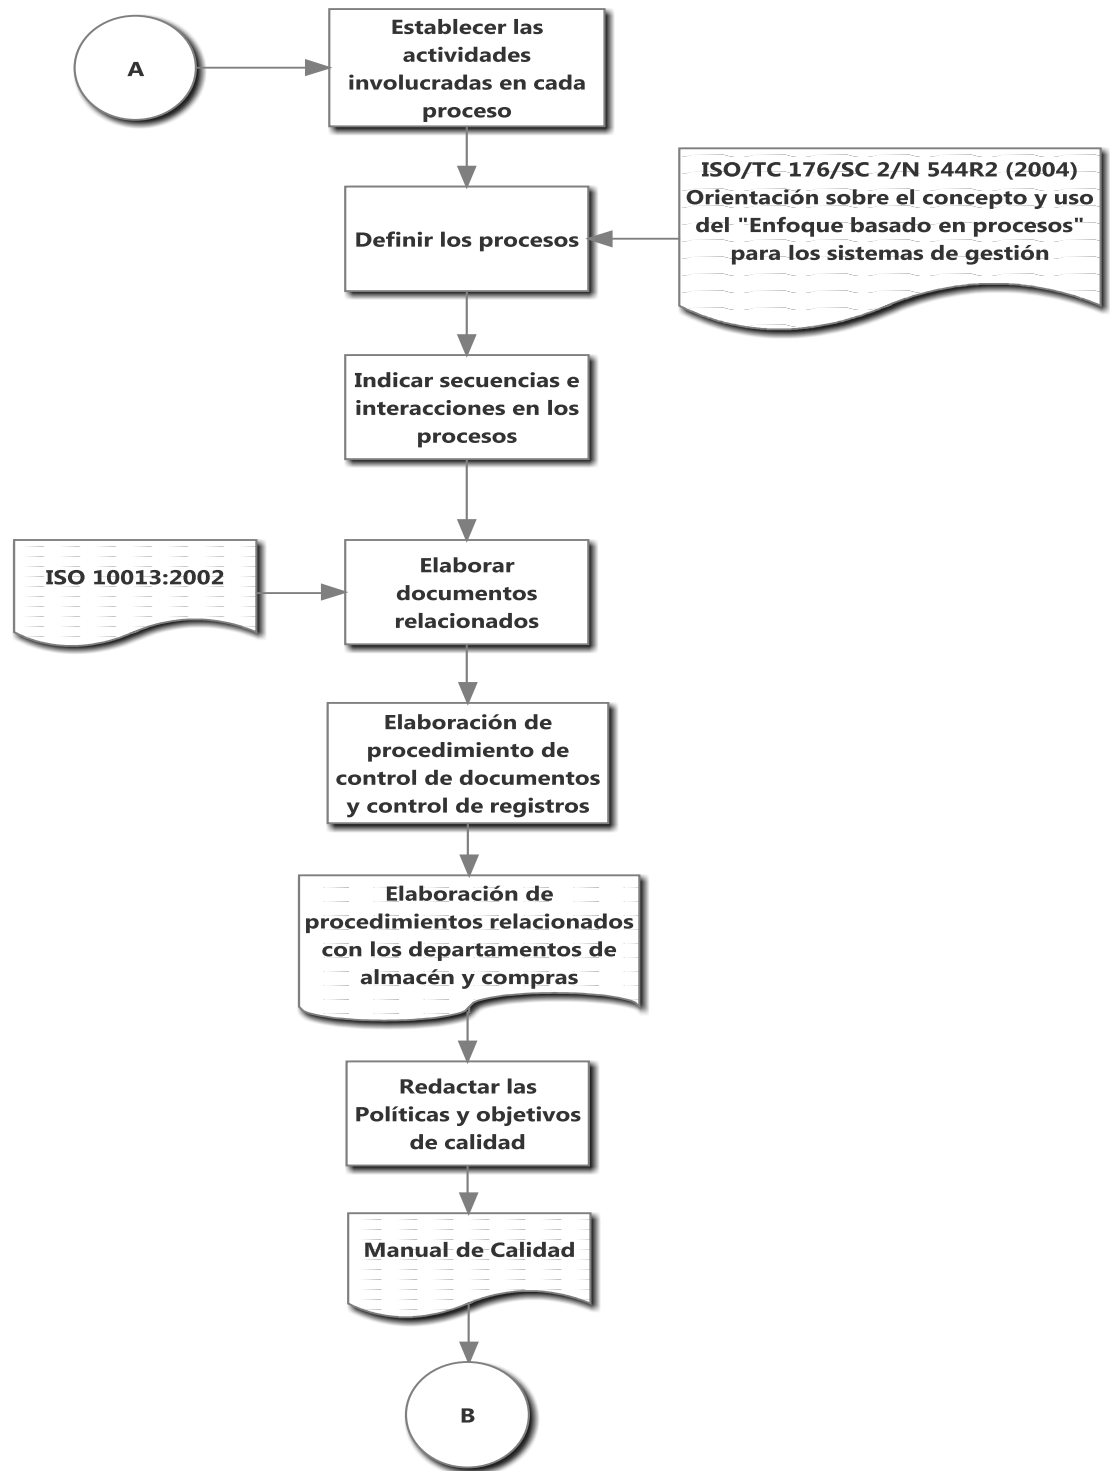 A
Establecer las
actividades
involucradas en cada
proceso
ISO/TC 176/SC 2/N 544R2 (2004)
Orientación sobre el concepto y uso
del "Enfoque basado en procesos"
para los sistemas de gestión
Definir los procesos
Indicar secuencias e
interacciones en los
procesos
ISO 10013:2002
Elaborar
documentos
relacionados
Elaboración de
procedimiento de
control de documentos
y control de registros
Elaboración de
procedimientos relacionados
con los departamentos de
almacén y compras
Redactar las
Políticas y objetivos
de calidad
Manual de Calidad
B